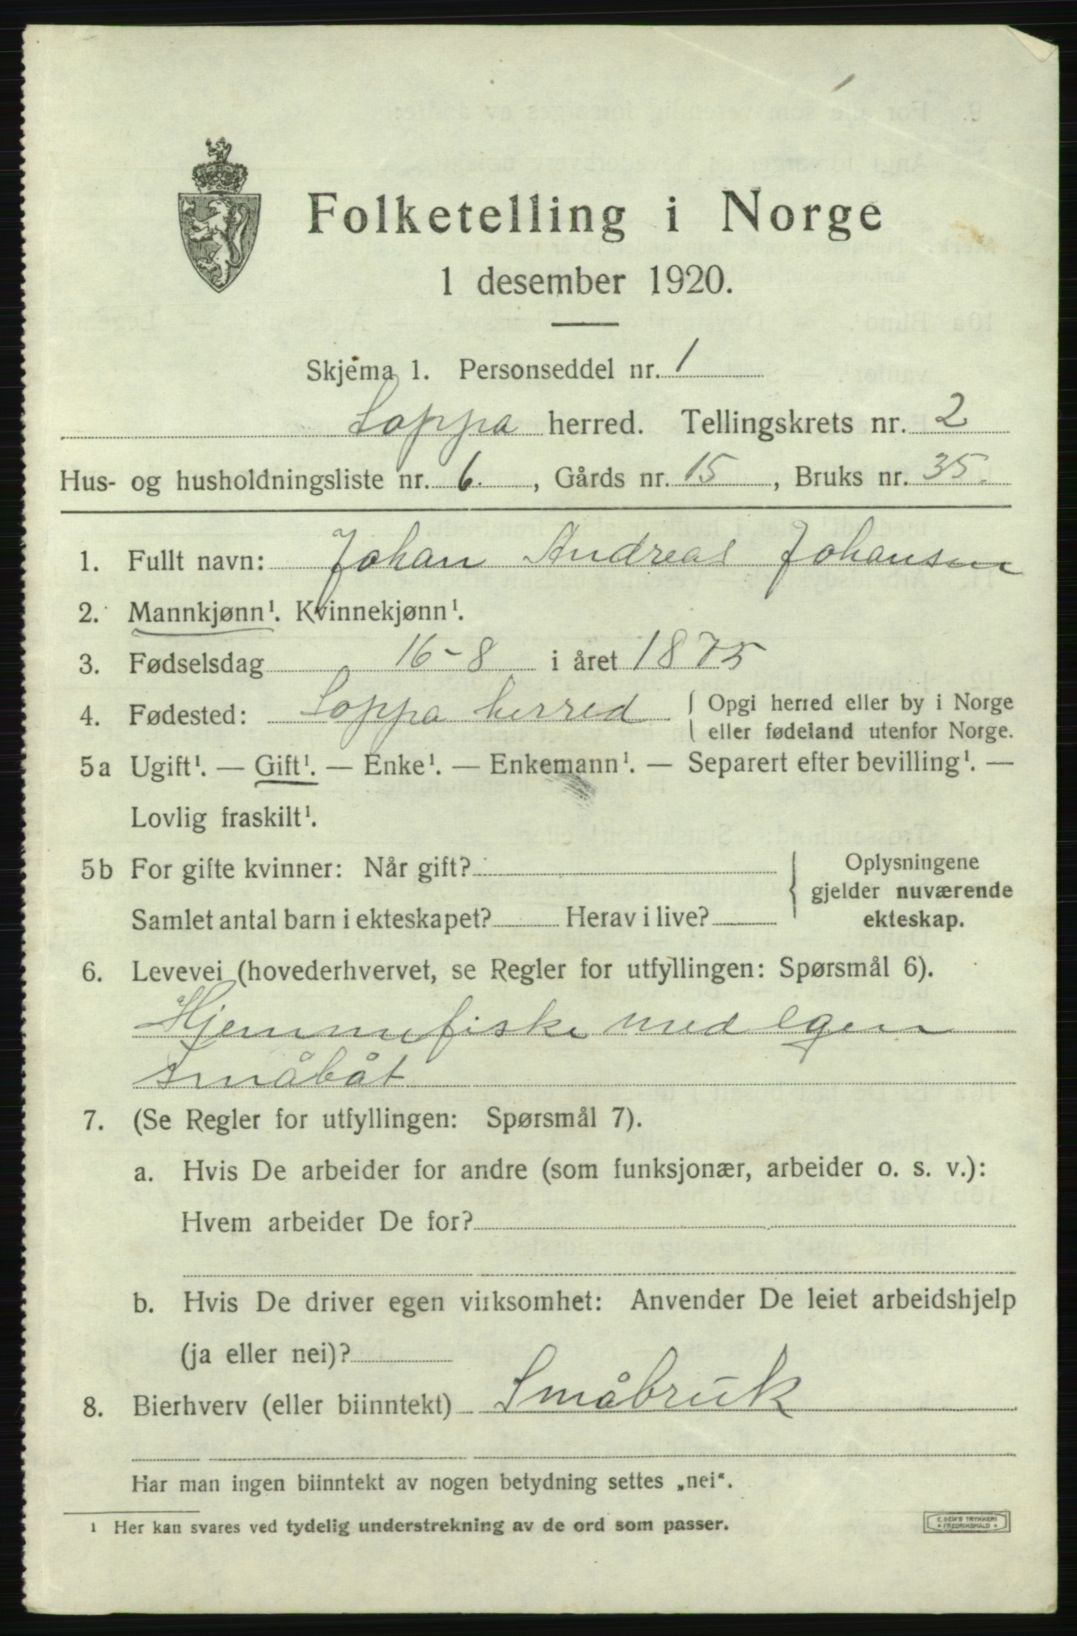 Folketelling i Norge
1 desember 1920.
Skjema 1. Personseddel nr. 1
Loppa herred. Tellingskrets nr. 2
Hus- og husholdningsliste nr. 6. , Gårds nr. 15 , Bruks nr. 35.
1. Fullt navn: Johan Andreas Johansen
2. Mannkjønn¹. Kvinnekjønn¹.
3. Fødselsdag 16-8 i året 1875
4. Fødested: Loppa herred { Opgi herred eller by i Norge
eller fødeland utenfor Norge.
5a Ugift¹. — Gift¹. — Enke¹. — Enkemann¹. — Separert efter bevilling¹. —
Lovlig fraskilt¹.
5b For gifte kvinner: Når gift? { Oplysningene
gjelder nuværende
Samlet antal barn i ekteskapet? Herav i live? ekteskap.
6. Levevei (hovederhvervet, se Regler for utfyllingen: Spørsmål 6).
Hjemmefiske med egen
småbåt
7. (Se Regler for utfyllingen: Spørsmål 7).
a. Hvis De arbeider for andre (som funksjonær, arbeider o. s. v.):
Hvem arbeider De for?
b. Hvis De driver egen virksomhet: Anvender De leiet arbeidshjelp
(ja eller nei)?
8. Bierhverv (eller biinntekt) Småbruk
Har man ingen biinntekt av nogen betydning settes „nei“.
¹ Her kan svares ved tydelig understrekning av de ord som passer.
E. SEM'S TRYKKERI
• FREDRIKSHALD •